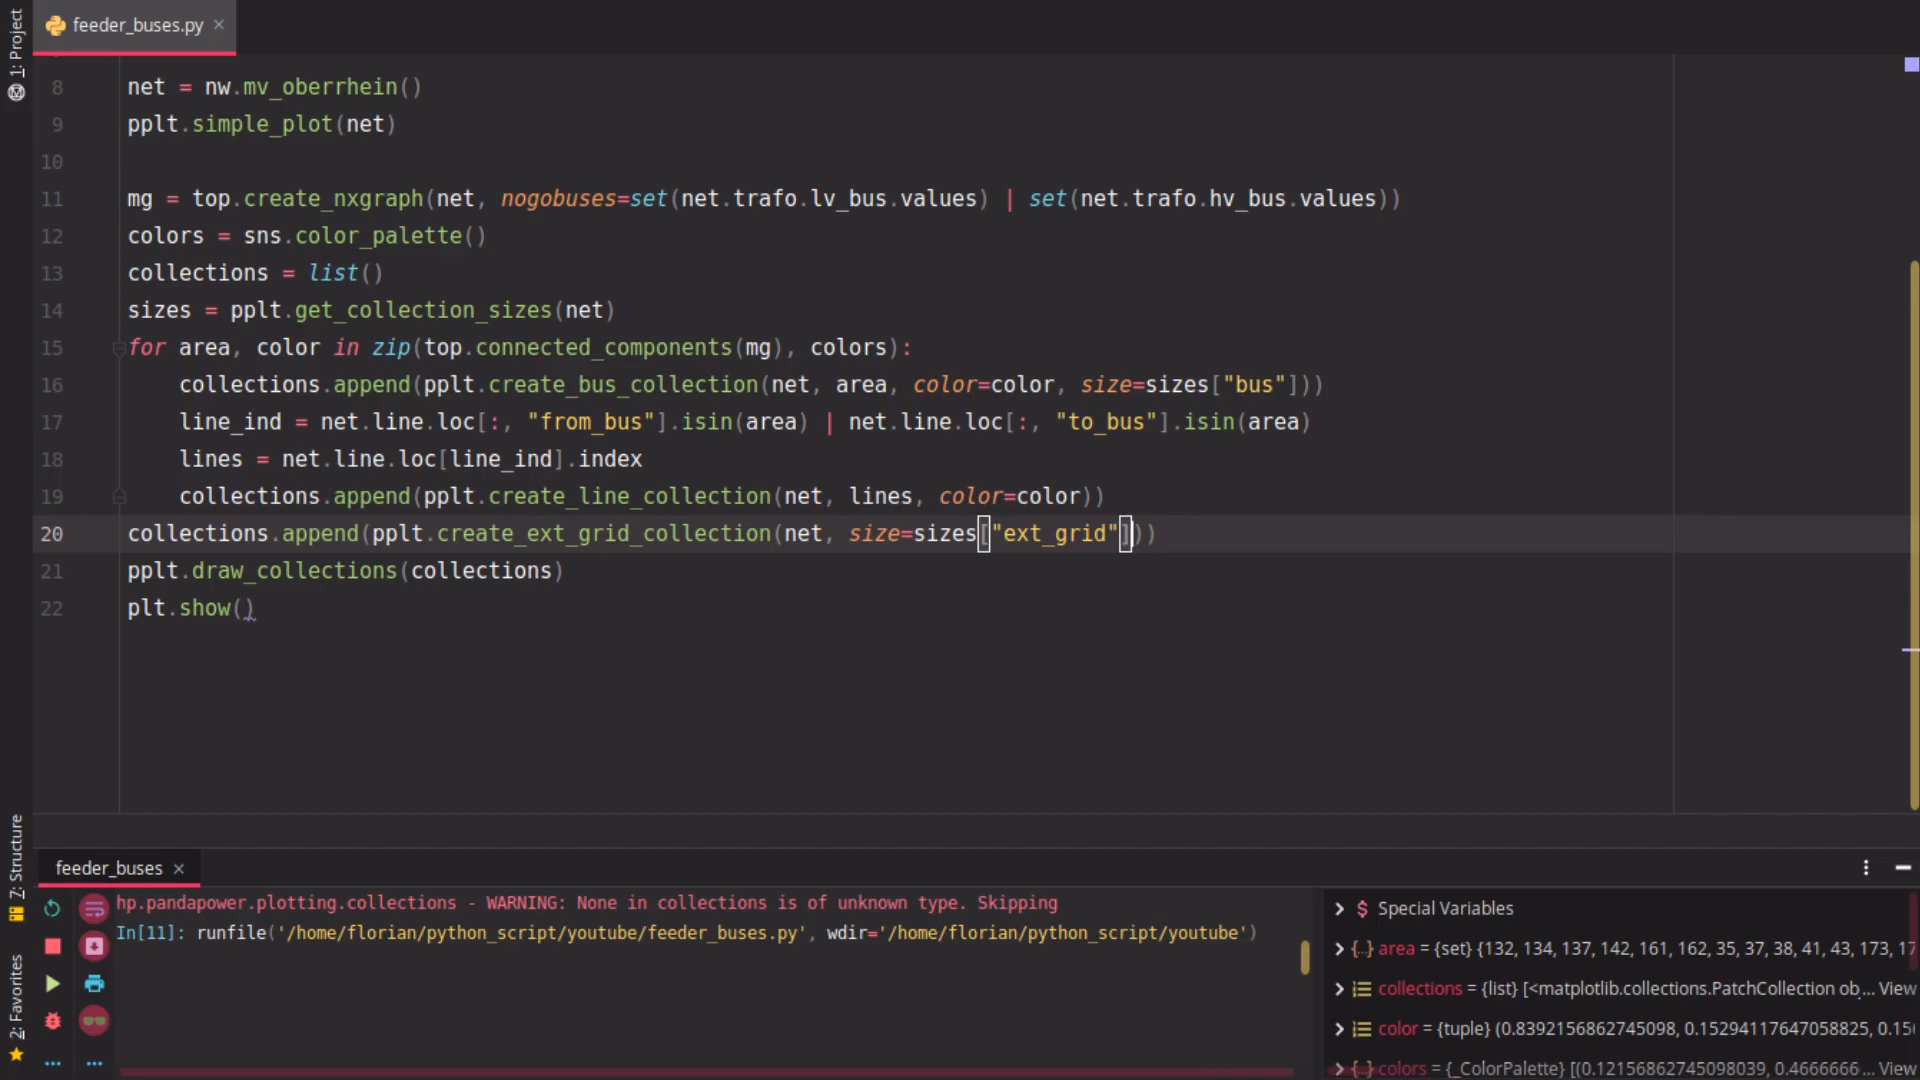 1: Project
feeder_buses.py ×
8 net = nw.mv_oberrhein()
9 pplt.simple_plot(net)
10
11 mg = top.create_nxgraph(net, nogobuses=set(net.trafo.lv_bus.values) | set(net.trafo.hv_bus.values))
12 colors = sns.color_palette()
13 collections = list()
14 sizes = pplt.get_collection_sizes(net)
15 for area, color in zip(top.connected_components(mg), colors):
16     collections.append(pplt.create_bus_collection(net, area, color=color, size=sizes["bus"]))
17     line_ind = net.line.loc[:, "from_bus"].isin(area) | net.line.loc[:, "to_bus"].isin(area)
18     lines = net.line.loc[line_ind].index
19     collections.append(pplt.create_line_collection(net, lines, color=color))
20 collections.append(pplt.create_ext_grid_collection(net, size=sizes["ext_grid"]))
21 pplt.draw_collections(collections)
22 plt.show()
7: Structure
2: Favorites
feeder_buses ×
hp.pandapower.plotting.collections - WARNING: None in collections is of unknown type. Skipping
In[11]: runfile('/home/florian/python_script/youtube/feeder_buses.py', wdir='/home/florian/python_script/youtube')
Special Variables
area = {set} {132, 134, 137, 142, 161, 162, 35, 37, 38, 41, 43, 173, 17
collections = {list} [<matplotlib.collections.PatchCollection ob... View
color = {tuple} (0.8392156862745098, 0.15294117647058825, 0.15
colors = {_ColorPalette} [(0.12156862745098039, 0.4666666... View